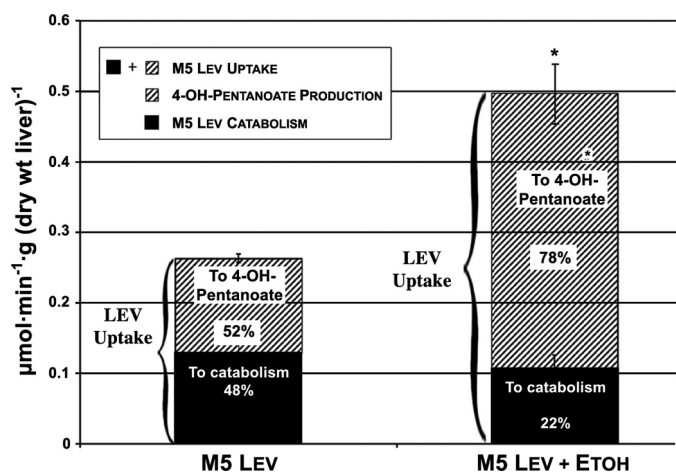 µmol·min⁻¹·g (dry wt liver)⁻¹
0.6
0.5
0.4
0.3
0.2
0.1
0
+ M5 LEV UPTAKE
4-OH-PENTANOATE PRODUCTION
M5 LEV CATABOLISM
LEV
Uptake
To 4-OH-
Pentanoate
52%
To catabolism
48%
M5 LEV
*
*
LEV
Uptake
To 4-OH-
Pentanoate
78%
To catabolism
22%
M5 LEV + ETOH